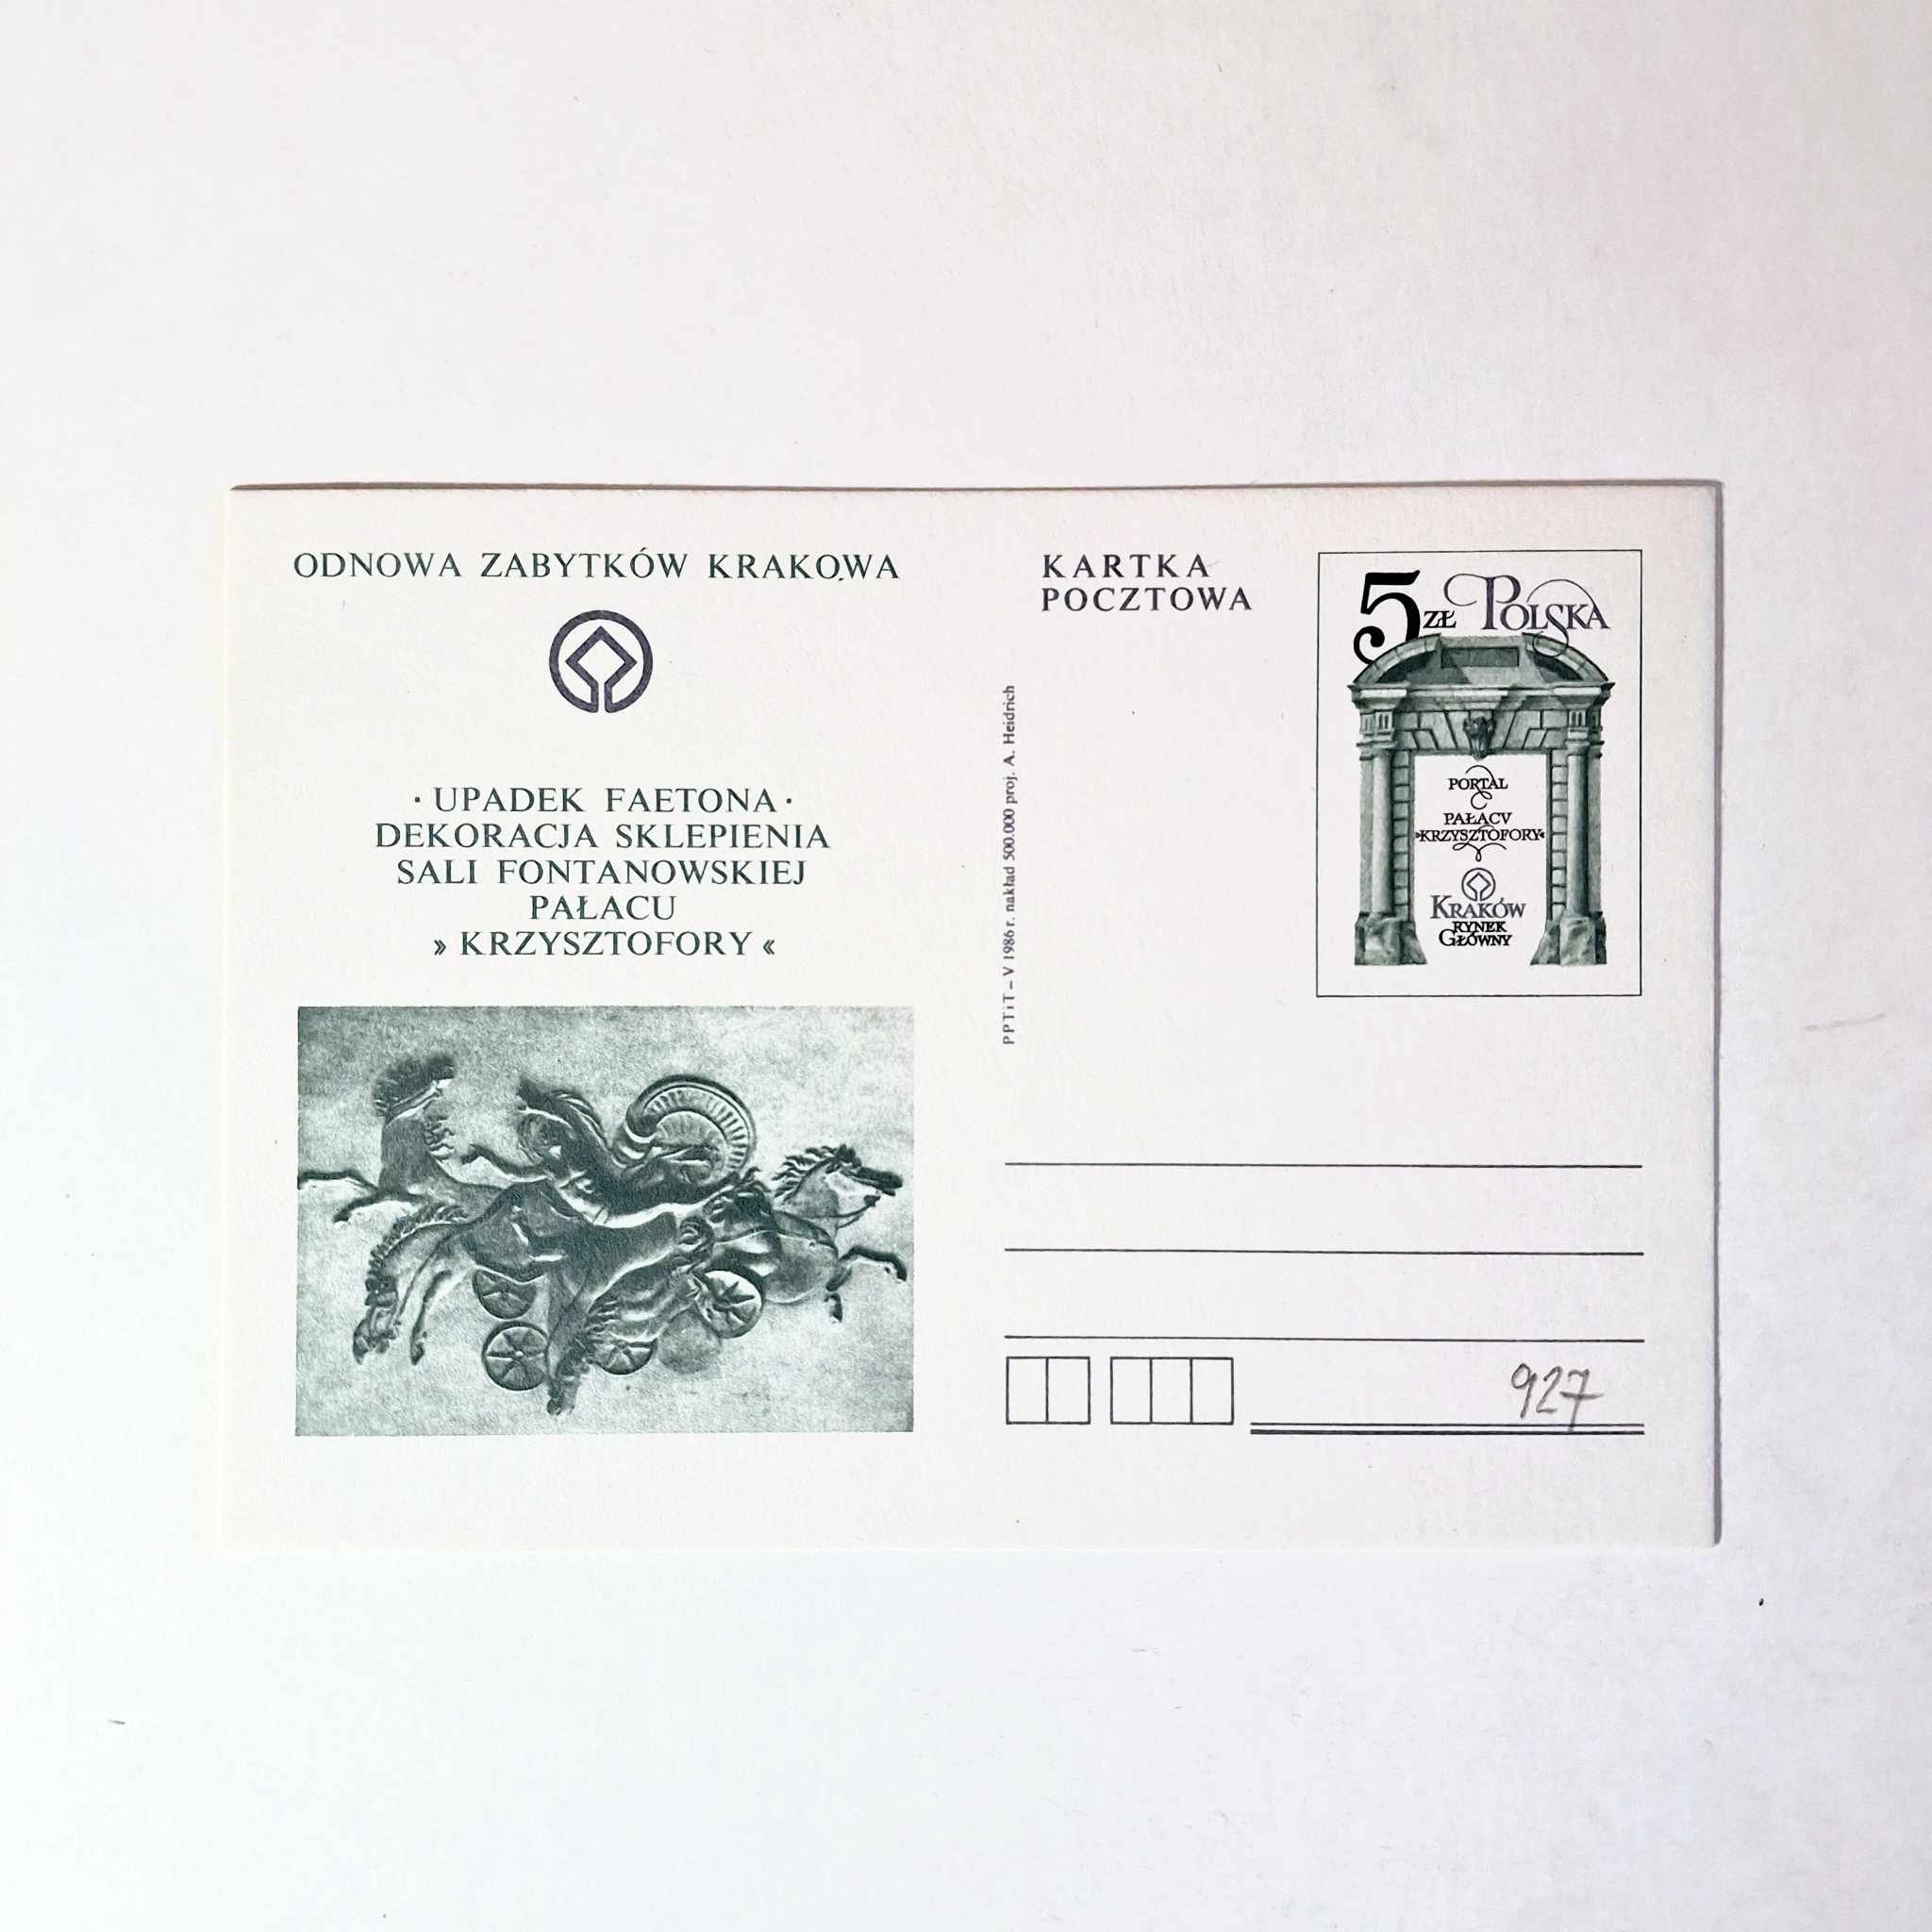 ODNOWA ZABYTKÓW KRAKOWA
· UPADEK FAETONA ·
DEKORACJA SKLEPIENIA
SALI FONTANOWSKIEJ
PAŁACU
» KRZYSZTOFORY «
PPTiT – V 1986 r. nakład 500.000 proj. A. Heidrich
KARTKA
POCZTOWA
5 ZŁ POLSKA
PORTAL
PAŁACV
»KRZYSZTOFORY«
KRAKÓW
RYNEK
GŁÓWNY
927